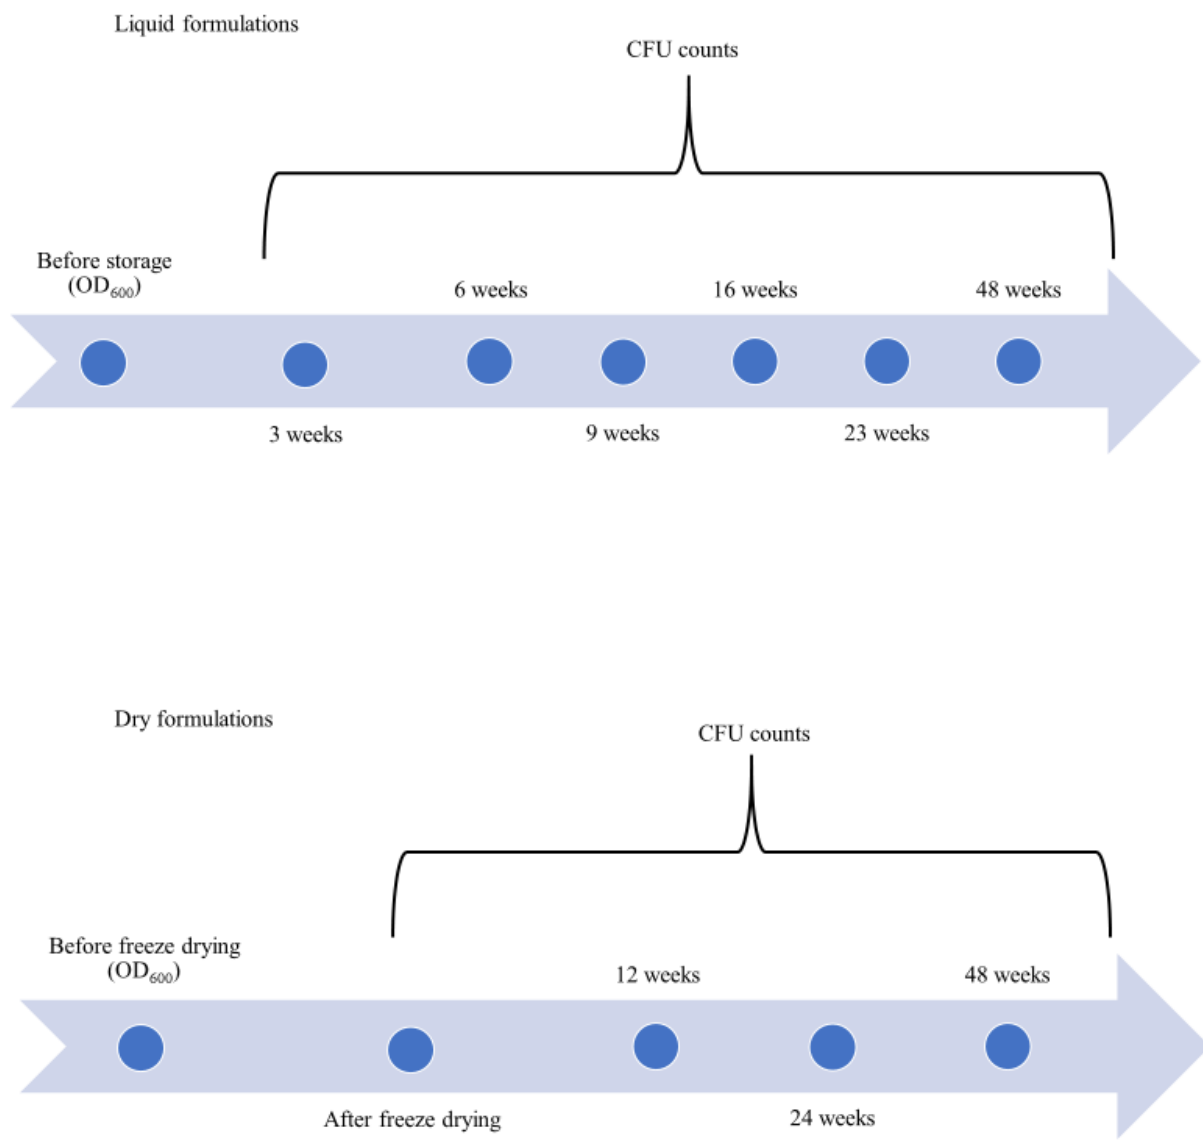 Liquid formulations
CFU counts
Before storage
(OD600)
6 weeks
16 weeks
48 weeks
3 weeks
9 weeks
23 weeks
Dry formulations
CFU counts
Before freeze drying
(OD600)
12 weeks
48 weeks
After freeze drying
24 weeks